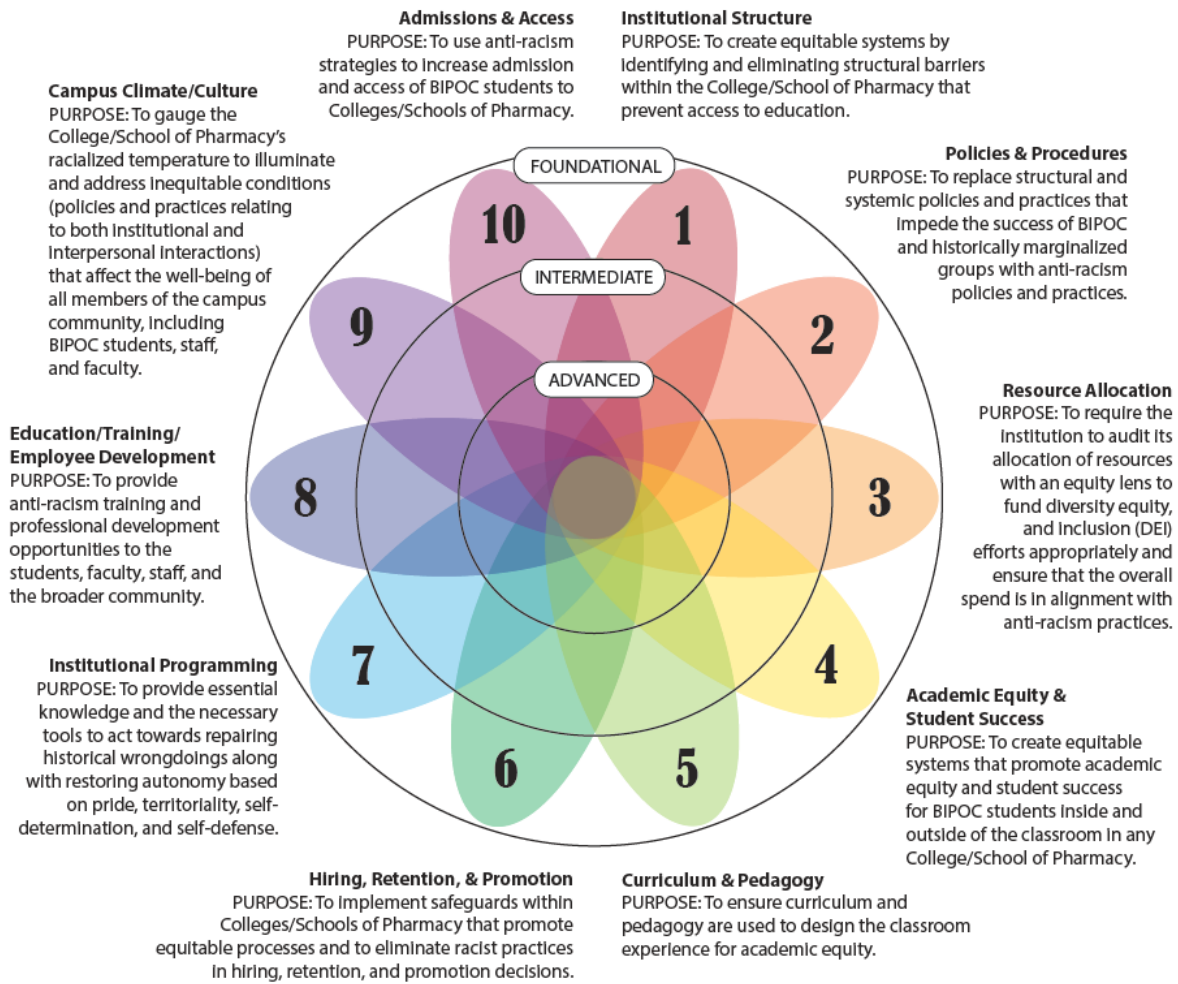 Admissions & Access
PURPOSE: To use anti-racism
strategies to increase admission
and access of BIPOC students to
Colleges/Schools of Pharmacy.
Institutional Structure
PURPOSE: To create equitable systems by
identifying and eliminating structural barriers
within the College/School of Pharmacy that
prevent access to education.
Campus Climate/Culture
PURPOSE: To gauge the
College/School of Pharmacy's
racialized temperature to illuminate
and address inequitable conditions
(policies and practices relating
to both institutional and
interpersonal interactions)
that affect the well-being of
all members of the campus
community, including
BIPOC students, staff,
and faculty.
Policies & Procedures
PURPOSE: To replace structural and
systemic policies and practices that
impede the success of BIPOC
and historically marginalized
groups with anti-racism
policies and practices.
FOUNDATIONAL
10
1
INTERMEDIATE
9
2
ADVANCED
Resource Allocation
PURPOSE: To require the
institution to audit its
allocation of resources
with an equity lens to
fund diversity equity,
and inclusion (DEI)
efforts appropriately and
ensure that the overall
spend is in alignment with
anti-racism practices.
Education/Training/
Employee Development
PURPOSE: To provide
anti-racism training and
professional development
opportunities to the
students, faculty, staff, and
the broader community.
8
3
7
4
Institutional Programming
PURPOSE: To provide essential
knowledge and the necessary
tools to act towards repairing
historical wrongdoings along
with restoring autonomy based
on pride, territoriality, self-
determination, and self-defense.
Academic Equity &
Student Success
PURPOSE: To create equitable
systems that promote academic
equity and student success
for BIPOC students inside and
outside of the classroom in any
College/School of Pharmacy.
6
5
Hiring, Retention, & Promotion
PURPOSE: To implement safeguards within
Colleges/Schools of Pharmacy that promote
equitable processes and to eliminate racist practices
in hiring, retention, and promotion decisions.
Curriculum & Pedagogy
PURPOSE: To ensure curriculum and
pedagogy are used to design the classroom
experience for academic equity.